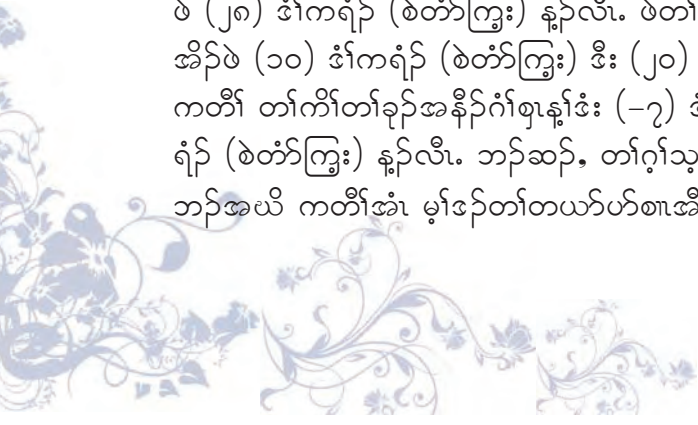 ဖဲ (၂၈) ဒံၢ်ကရံၣ် (စဲတံာ်ကြ့း) န့ၣ်လီၤ. ဖဲတၢ်
အိၣ်ဖဲ (၁၀) ဒံၢ်ကရံၣ် (စဲတံာ်ကြ့း) ဒီး (၂၀)
ကတီၢ် တၢ်ကိၢ်တၢ်ခုၣ်အနီၣ်ဂံၢ်စှၤန့ၢ်ဒံး (–၇) ဒံ
ရံၣ် (စဲတံာ်ကြ့း) န့ၣ်လီၤ. ဘၣ်ဆၣ်, တၢ်ဂ့ၢ်သ့
ဘၣ်အဃိ ကတီၢ်အံၤ မ့ၢ်ဒၣ်တၢ်တယာ်ပာ်စၢၤအီ